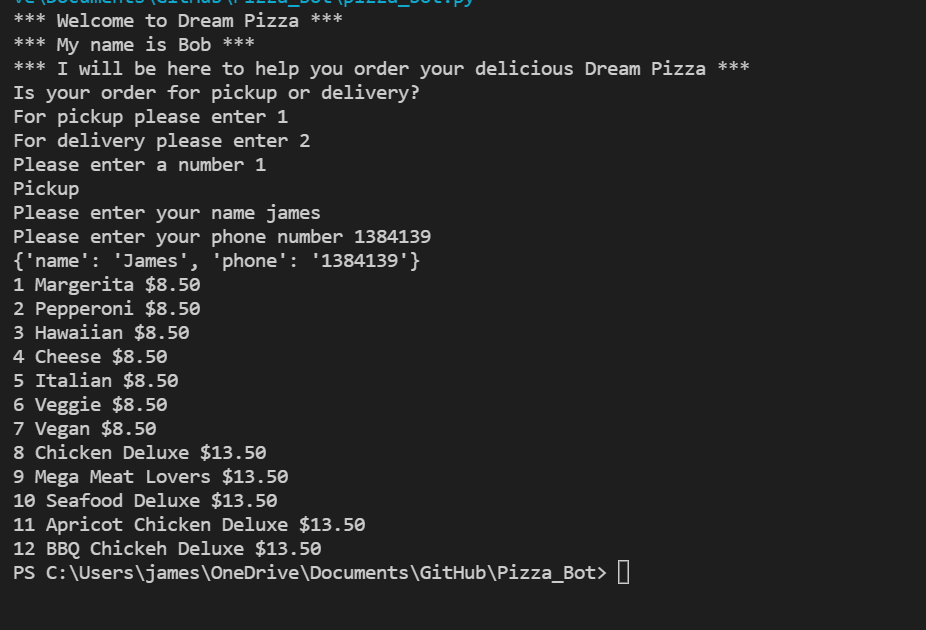 ve\Documents\GitHub\Pizza_Bot\pizza_bot.py
*** Welcome to Dream Pizza ***
*** My name is Bob ***
*** I will be here to help you order your delicious Dream Pizza ***
Is your order for pickup or delivery?
For pickup please enter 1
For delivery please enter 2
Please enter a number 1
Pickup
Please enter your name james
Please enter your phone number 1384139
{'name': 'James', 'phone': '1384139'}
1 Margerita $8.50
2 Pepperoni $8.50
3 Hawaiian $8.50
4 Cheese $8.50
5 Italian $8.50
6 Veggie $8.50
7 Vegan $8.50
8 Chicken Deluxe $13.50
9 Mega Meat Lovers $13.50
10 Seafood Deluxe $13.50
11 Apricot Chicken Deluxe $13.50
12 BBQ Chickeh Deluxe $13.50
PS C:\Users\james\OneDrive\Documents\GitHub\Pizza_Bot>